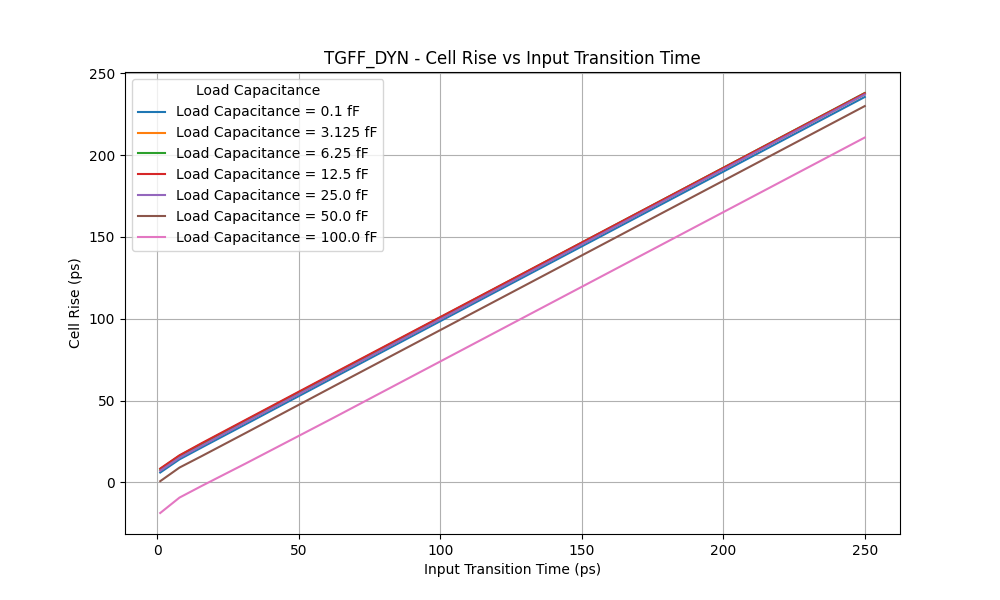 TGFF_DYN - Cell Rise vs Input Transition Time
250
200
150
100
50
0
Cell Rise (ps)
Load Capacitance
Load Capacitance = 0.1 fF
Load Capacitance = 3.125 fF
Load Capacitance = 6.25 fF
Load Capacitance = 12.5 fF
Load Capacitance = 25.0 fF
Load Capacitance = 50.0 fF
Load Capacitance = 100.0 fF
0 50 100 150 200 250
Input Transition Time (ps)